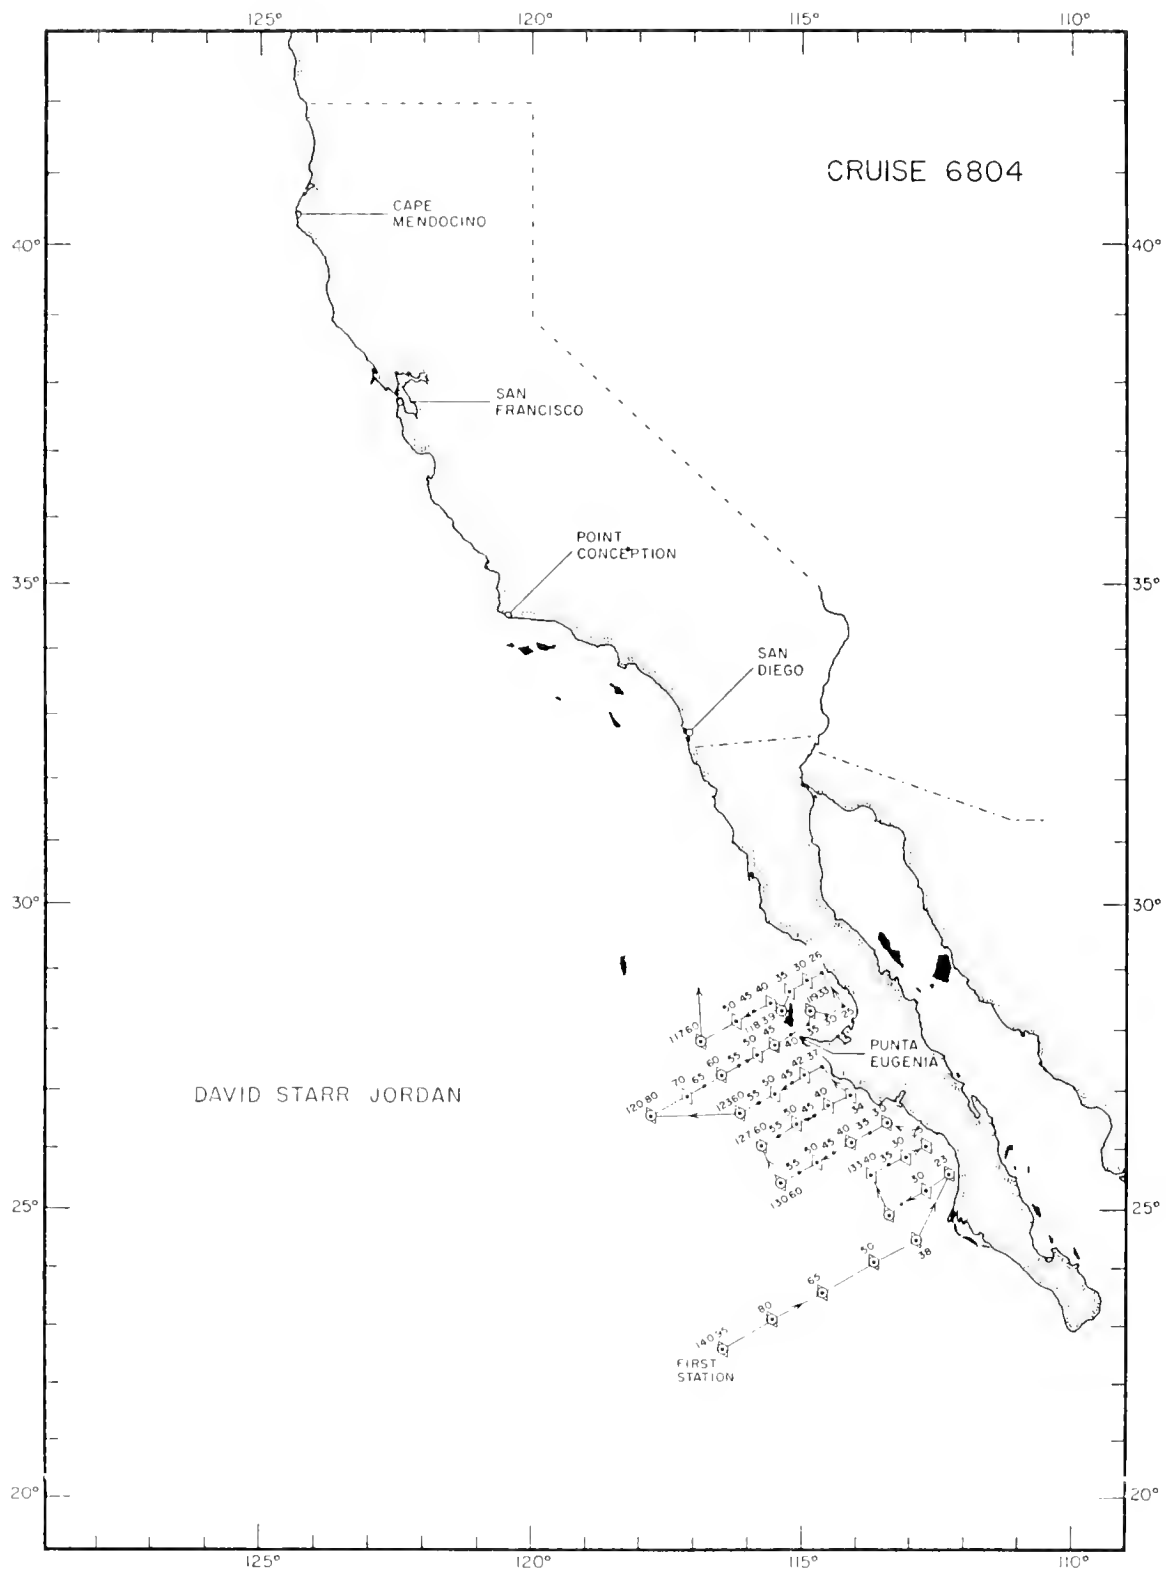 125° 120° 115° 110°
CRUISE 6804
CAPE
MENDOCINO
40° 40°
SAN
FRANCISCO
POINT
CONCEPTION
35° 35°
SAN
DIEGO
30° 30°
117.60 50 45 40 35 30 26
118.39 119.33
120.80 70 65 60 55 50 45 40 35 30 25
PUNTA
EUGENIA
DAVID STARR JORDAN
123.60 55 50 45 42 37
127.60 55 50 45 40 34
130.60 55 50 45 40 35 30
133.40 35 30 25
30 23
25° 25°
140.95 80 65 50 38
FIRST
STATION
20° 20°
125° 120° 115° 110°